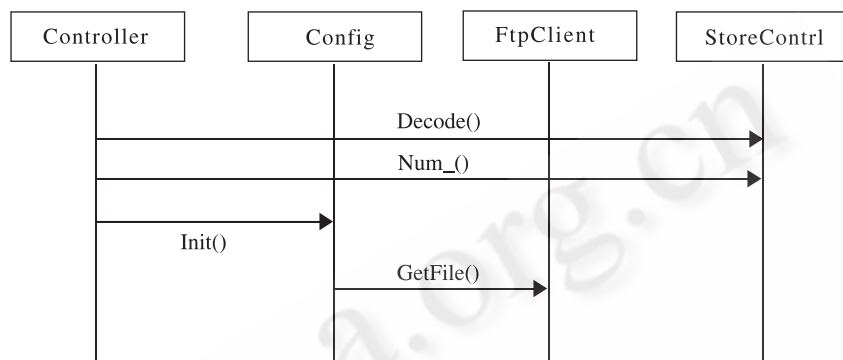 Controller
Config
FtpClient
StoreContrl
Decode()
Num_()
Init()
GetFile()
a.org.cn